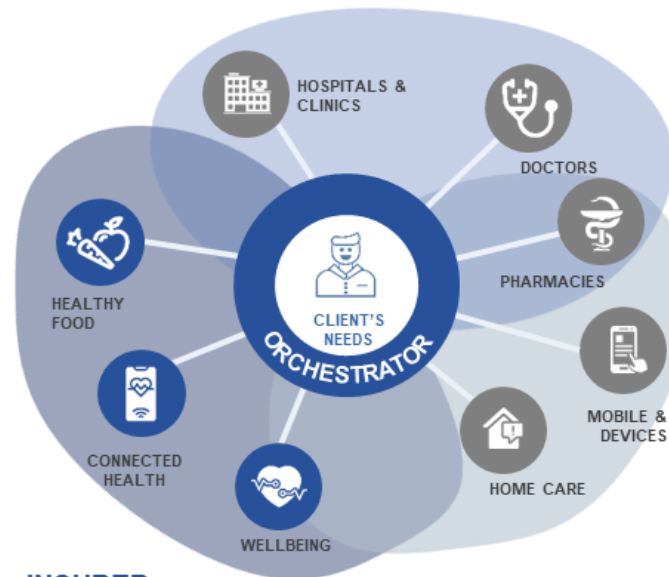 HOSPITALS &
CLINICS
DOCTORS
PHARMACIES
HEALTHY
FOOD
CLIENT'S
NEEDS
ORCHESTRATOR
MOBILE &
DEVICES
CONNECTED
HEALTH
HOME CARE
WELLBEING